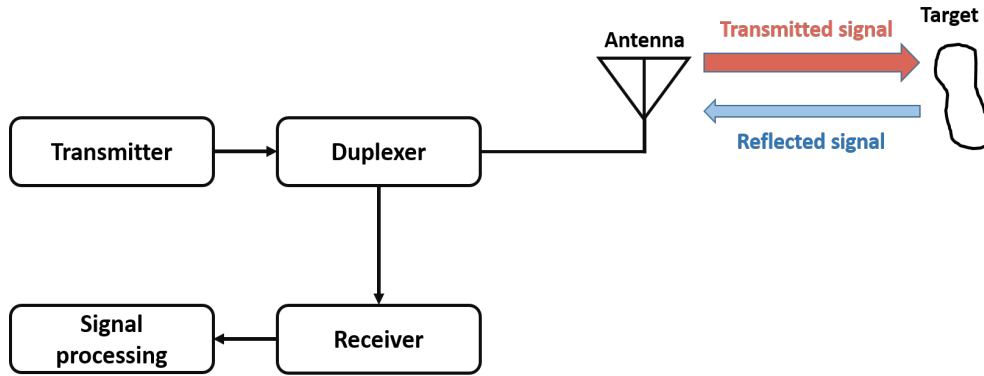 Target
Transmitted signal
Antenna
Reflected signal
Transmitter
Duplexer
Signal
processing
Receiver